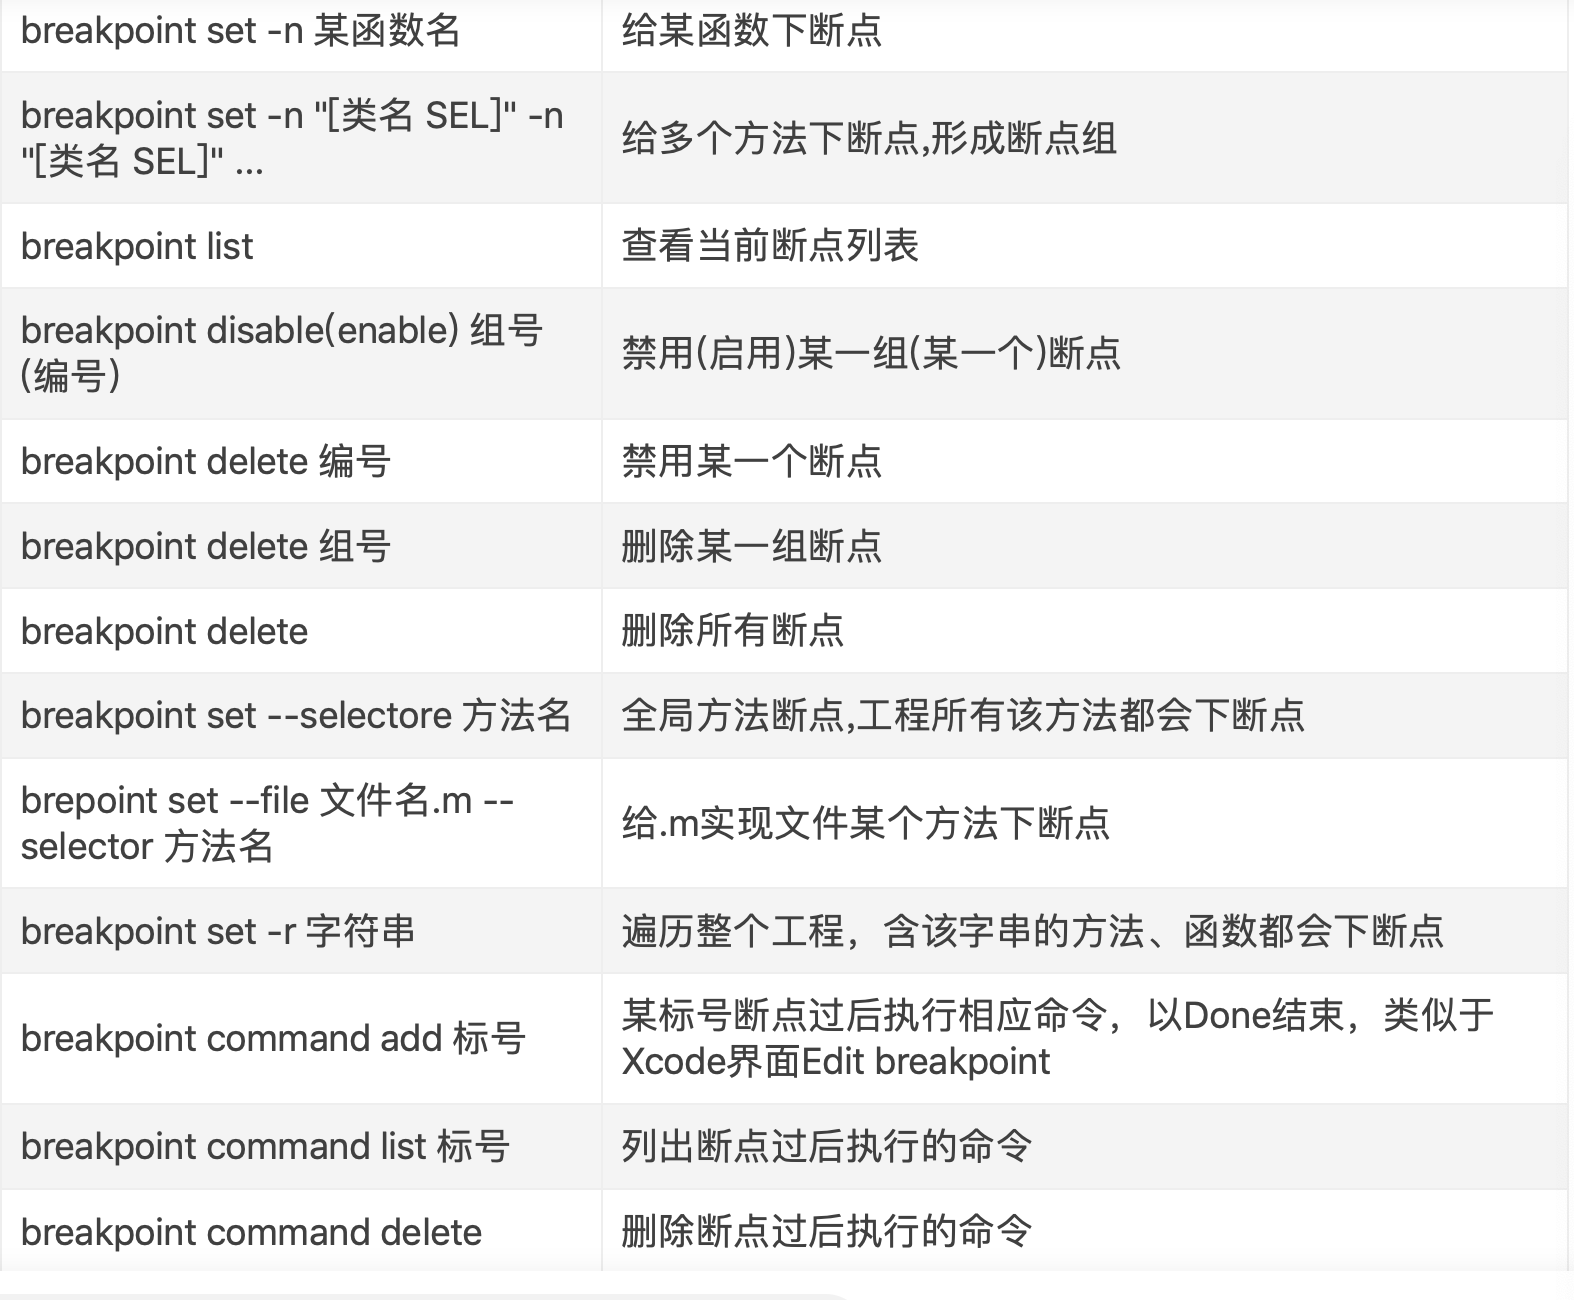 breakpoint set -n 某函数名
给某函数下断点
breakpoint set -n "[类名 SEL]" -n
"[类名 SEL]" ...
给多个方法下断点,形成断点组
breakpoint list
查看当前断点列表
breakpoint disable(enable) 组号
(编号)
禁用(启用)某一组(某一个)断点
breakpoint delete 编号
禁用某一个断点
breakpoint delete 组号
删除某一组断点
breakpoint delete
删除所有断点
breakpoint set --selectore 方法名
全局方法断点,工程所有该方法都会下断点
brepoint set --file 文件名.m --
selector 方法名
给.m实现文件某个方法下断点
breakpoint set -r 字符串
遍历整个工程，含该字串的方法、函数都会下断点
breakpoint command add 标号
某标号断点过后执行相应命令，以Done结束，类似于
Xcode界面Edit breakpoint
breakpoint command list 标号
列出断点过后执行的命令
breakpoint command delete
删除断点过后执行的命令